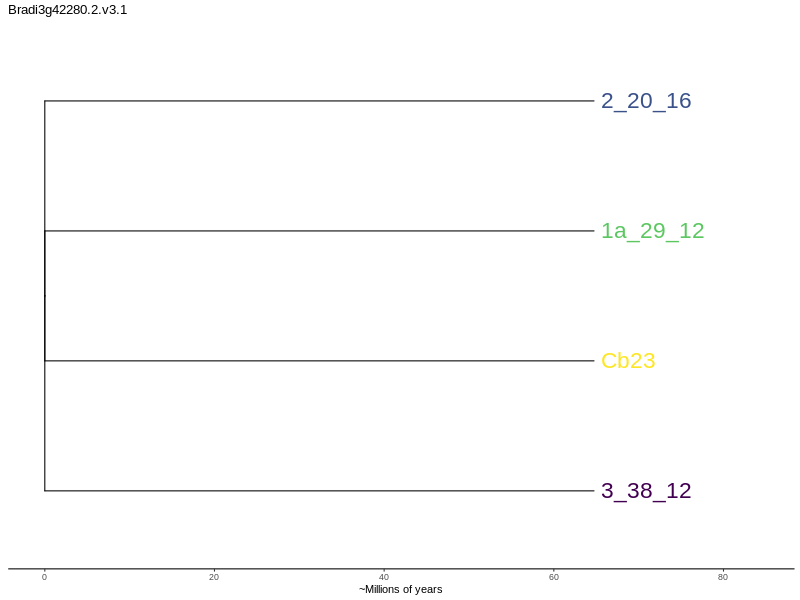 Bradi3g42280.2.v3.1
2_20_16
1a_29_12
Cb23
3_38_12
0 20 40 60 80
~Millions of years